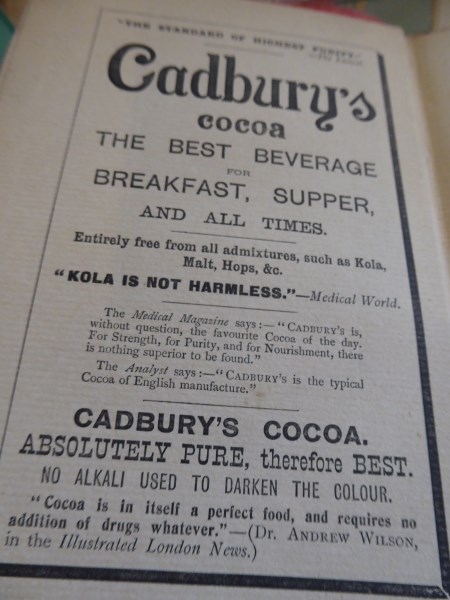 "THE STANDARD OF HIGHEST PURITY."
—The Lancet.
Cadbury's
cocoa
THE BEST BEVERAGE
FOR
BREAKFAST, SUPPER,
AND ALL TIMES.
Entirely free from all admixtures, such as Kola,
Malt, Hops, &c.
"KOLA IS NOT HARMLESS."—Medical World.
The Medical Magazine says:—"CADBURY'S is,
without question, the favourite Cocoa of the day.
For Strength, for Purity, and for Nourishment, there
is nothing superior to be found."
The Analyst says:—"CADBURY'S is the typical
Cocoa of English manufacture."
CADBURY'S COCOA.
ABSOLUTELY PURE, therefore BEST.
NO ALKALI USED TO DARKEN THE COLOUR.
"Cocoa is in itself a perfect food, and requires no
addition of drugs whatever."—(Dr. ANDREW WILSON,
in the Illustrated London News.)